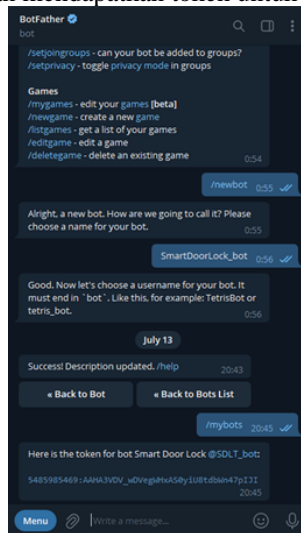 BotFather
bot
/setjoingroups - can your bot be added to groups?
/setprivacy - toggle privacy mode in groups
Games
/mygames - edit your games [beta]
/newgame - create a new game
/listgames - get a list of your games
/editgame - edit a game
/deletegame - delete an existing game
0:54
/newbot 0:55
Alright, a new bot. How are we going to call it? Please
choose a name for your bot.
0:55
SmartDoorLock_bot 0:56
Good. Now let's choose a username for your bot. It
must end in `bot`. Like this, for example: TetrisBot or
tetris_bot.
0:56
July 13
Success! Description updated. /help
20:43
« Back to Bot
« Back to Bots List
/mybots 20:45
Here is the token for bot Smart Door Lock @SDLT_bot:
20:45
Menu
Write a message...